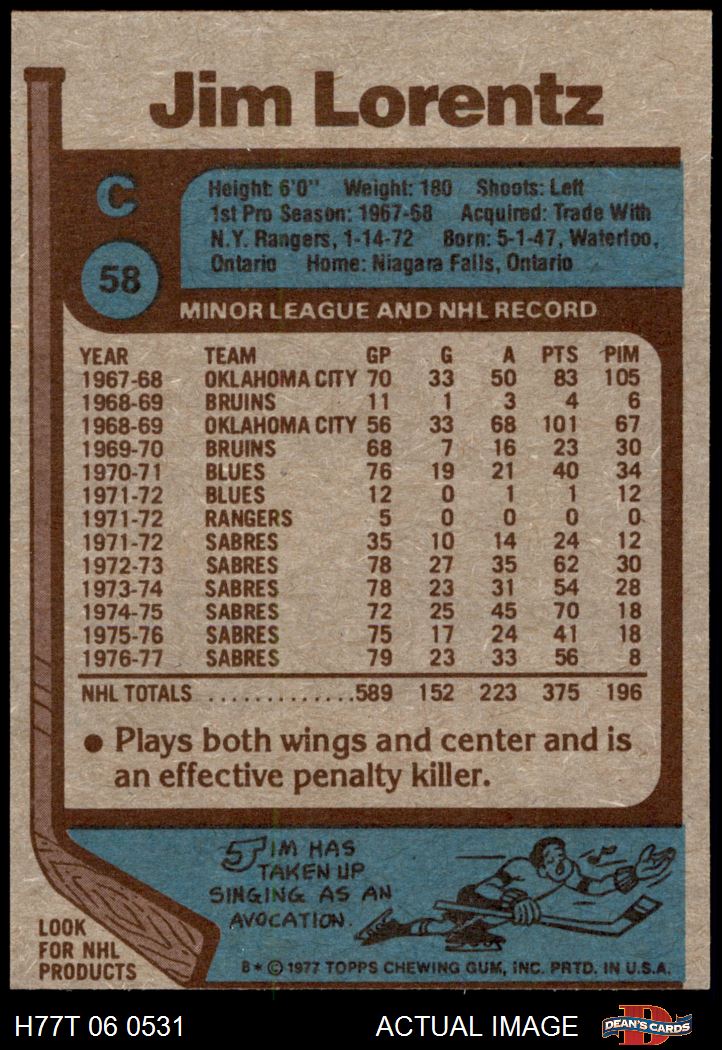 Jim Lorentz
C
58
Height: 6'0" Weight: 180 Shoots: Left
1st Pro Season: 1967-68 Acquired: Trade With
N.Y. Rangers, 1-14-72 Born: 5-1-47, Waterloo,
Ontario Home: Niagara Falls, Ontario
MINOR LEAGUE AND NHL RECORD
YEAR TEAM GP G A PTS PIM
1967-68 OKLAHOMA CITY 70 33 50 83 105
1968-69 BRUINS 11 1 3 4 6
1968-69 OKLAHOMA CITY 56 33 68 101 67
1969-70 BRUINS 68 7 16 23 30
1970-71 BLUES 76 19 21 40 34
1971-72 BLUES 12 0 1 1 12
1971-72 RANGERS 5 0 0 0 0
1971-72 SABRES 35 10 14 24 12
1972-73 SABRES 78 27 35 62 30
1973-74 SABRES 78 23 31 54 28
1974-75 SABRES 72 25 45 70 18
1975-76 SABRES 75 17 24 41 18
1976-77 SABRES 79 23 33 56 8
NHL TOTALS .............589 152 223 375 196
● Plays both wings and center and is
an effective penalty killer.
JIM HAS
TAKEN UP
SINGING AS AN
AVOCATION.
LOOK
FOR NHL
PRODUCTS
B* © 1977 TOPPS CHEWING GUM, INC. PRTD. IN U.S.A.
H77T 06 0531 ACTUAL IMAGE
D
DEAN'S CARDS